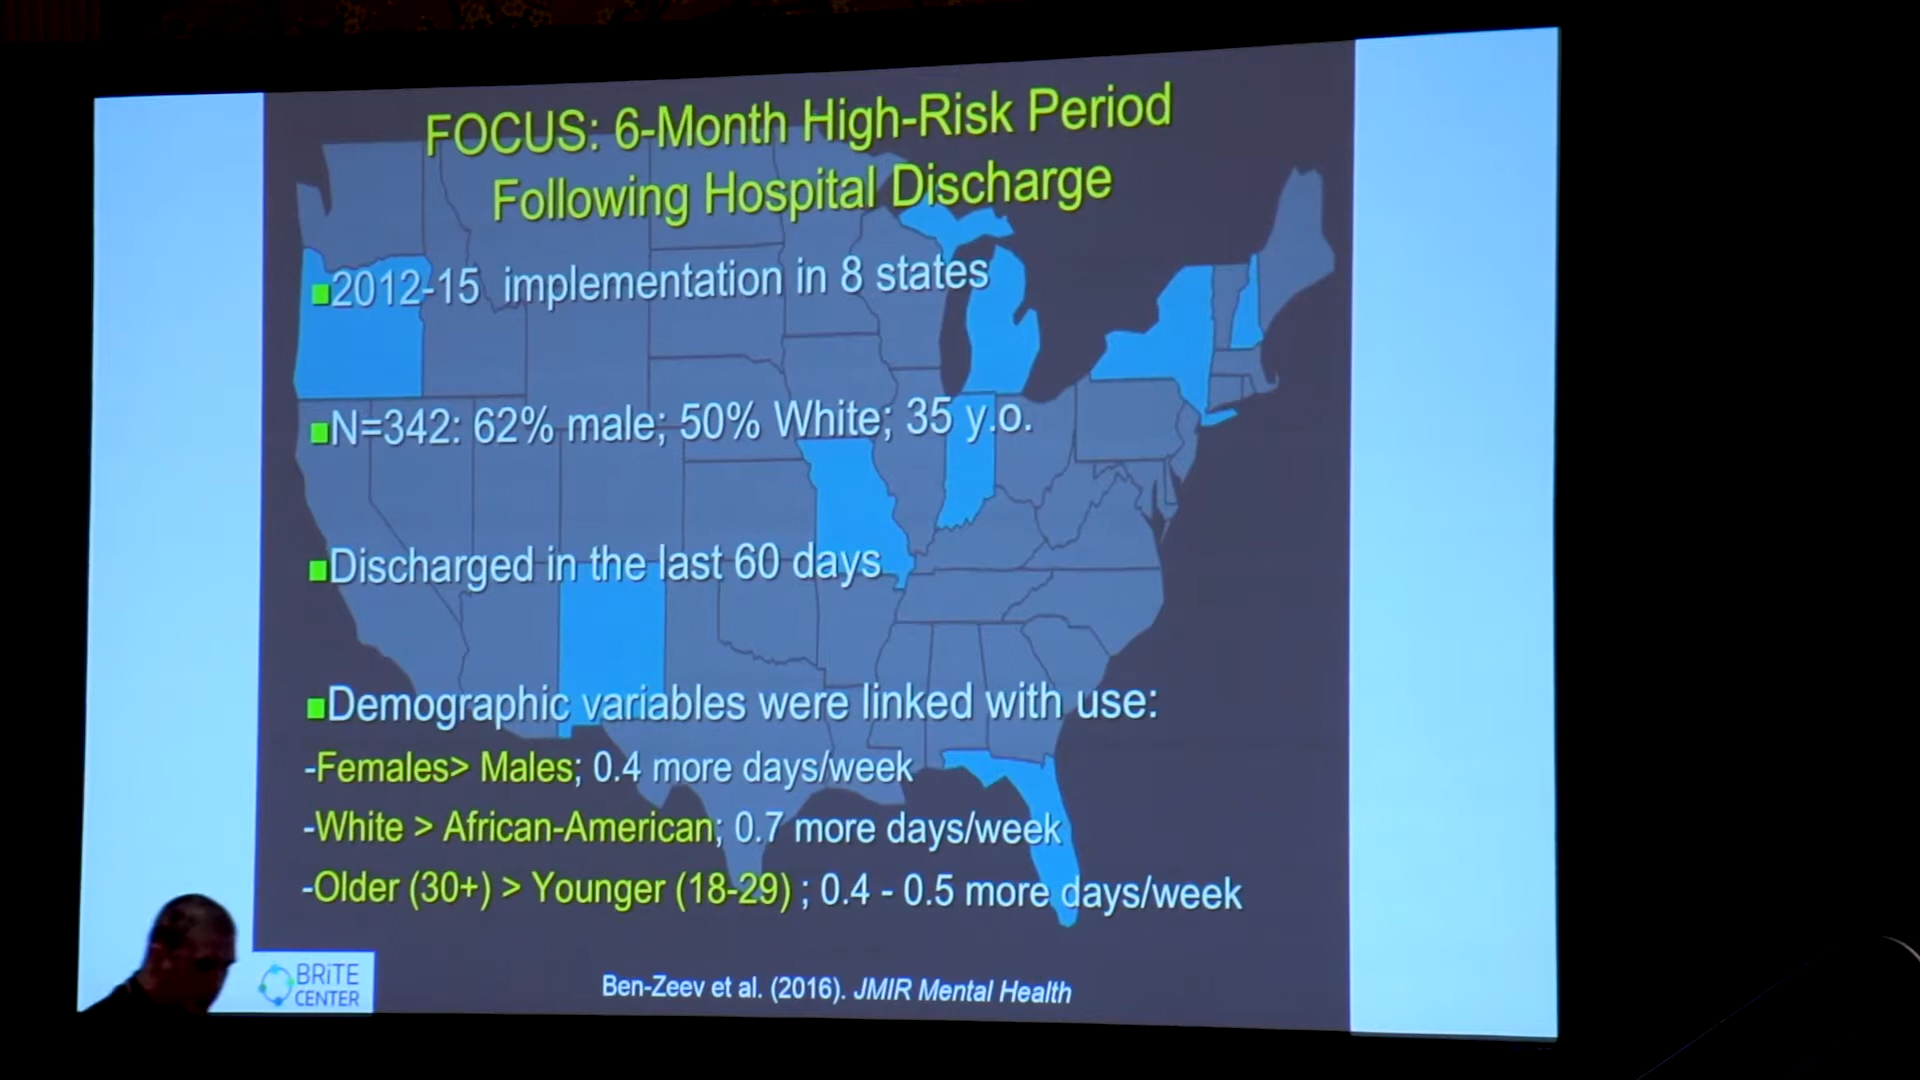 FOCUS: 6-Month High-Risk Period
Following Hospital Discharge
2012-15 implementation in 8 states
N=342: 62% male; 50% White; 35 y.o.
Discharged in the last 60 days
Demographic variables were linked with use:
-Females> Males; 0.4 more days/week
-White > African-American; 0.7 more days/week
-Older (30+) > Younger (18-29) ; 0.4 - 0.5 more days/week
BRiTE
CENTER
Ben-Zeev et al. (2016). JMIR Mental Health